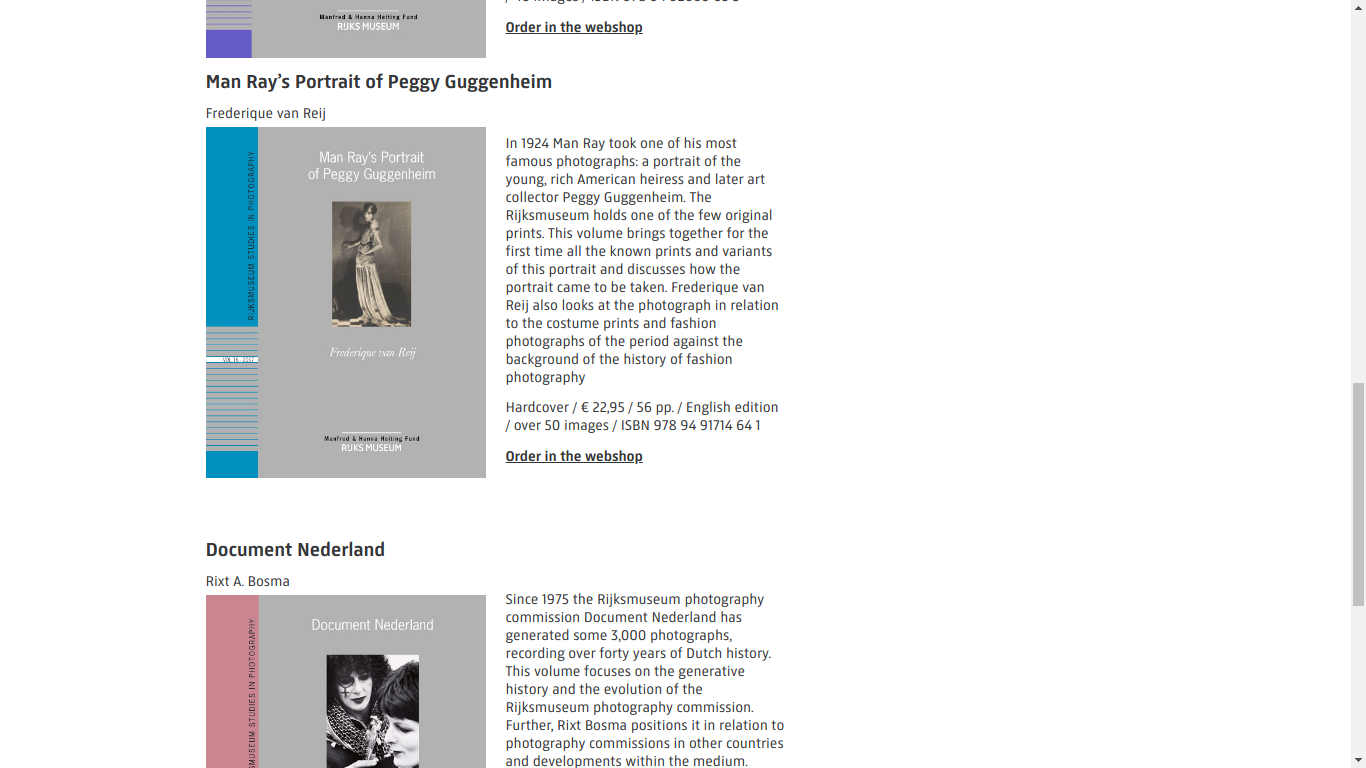 Manfred & Hanna Heiting Fund
RIJKS MUSEUM
Order in the webshop
Man Ray’s Portrait of Peggy Guggenheim
Frederique van Reij
RIJKSMUSEUM STUDIES IN PHOTOGRAPHY
Man Ray's Portrait
of Peggy Guggenheim
VOL.16 - 2017
Frederique van Reij
Manfred & Hanna Heiting Fund
RIJKS MUSEUM
In 1924 Man Ray took one of his most
famous photographs: a portrait of the
young, rich American heiress and later art
collector Peggy Guggenheim. The
Rijksmuseum holds one of the few original
prints. This volume brings together for the
first time all the known prints and variants
of this portrait and discusses how the
portrait came to be taken. Frederique van
Reij also looks at the photograph in relation
to the costume prints and fashion
photographs of the period against the
background of the history of fashion
photography
Hardcover / € 22,95 / 56 pp. / English edition
/ over 50 images / ISBN 978 94 91714 64 1
Order in the webshop
Document Nederland
Rixt A. Bosma
SMUSEUM STUDIES IN PHOTOGRAPHY
Document Nederland
Since 1975 the Rijksmuseum photography
commission Document Nederland has
generated some 3,000 photographs,
recording over forty years of Dutch history.
This volume focuses on the generative
history and the evolution of the
Rijksmuseum photography commission.
Further, Rixt Bosma positions it in relation to
photography commissions in other countries
and developments within the medium.